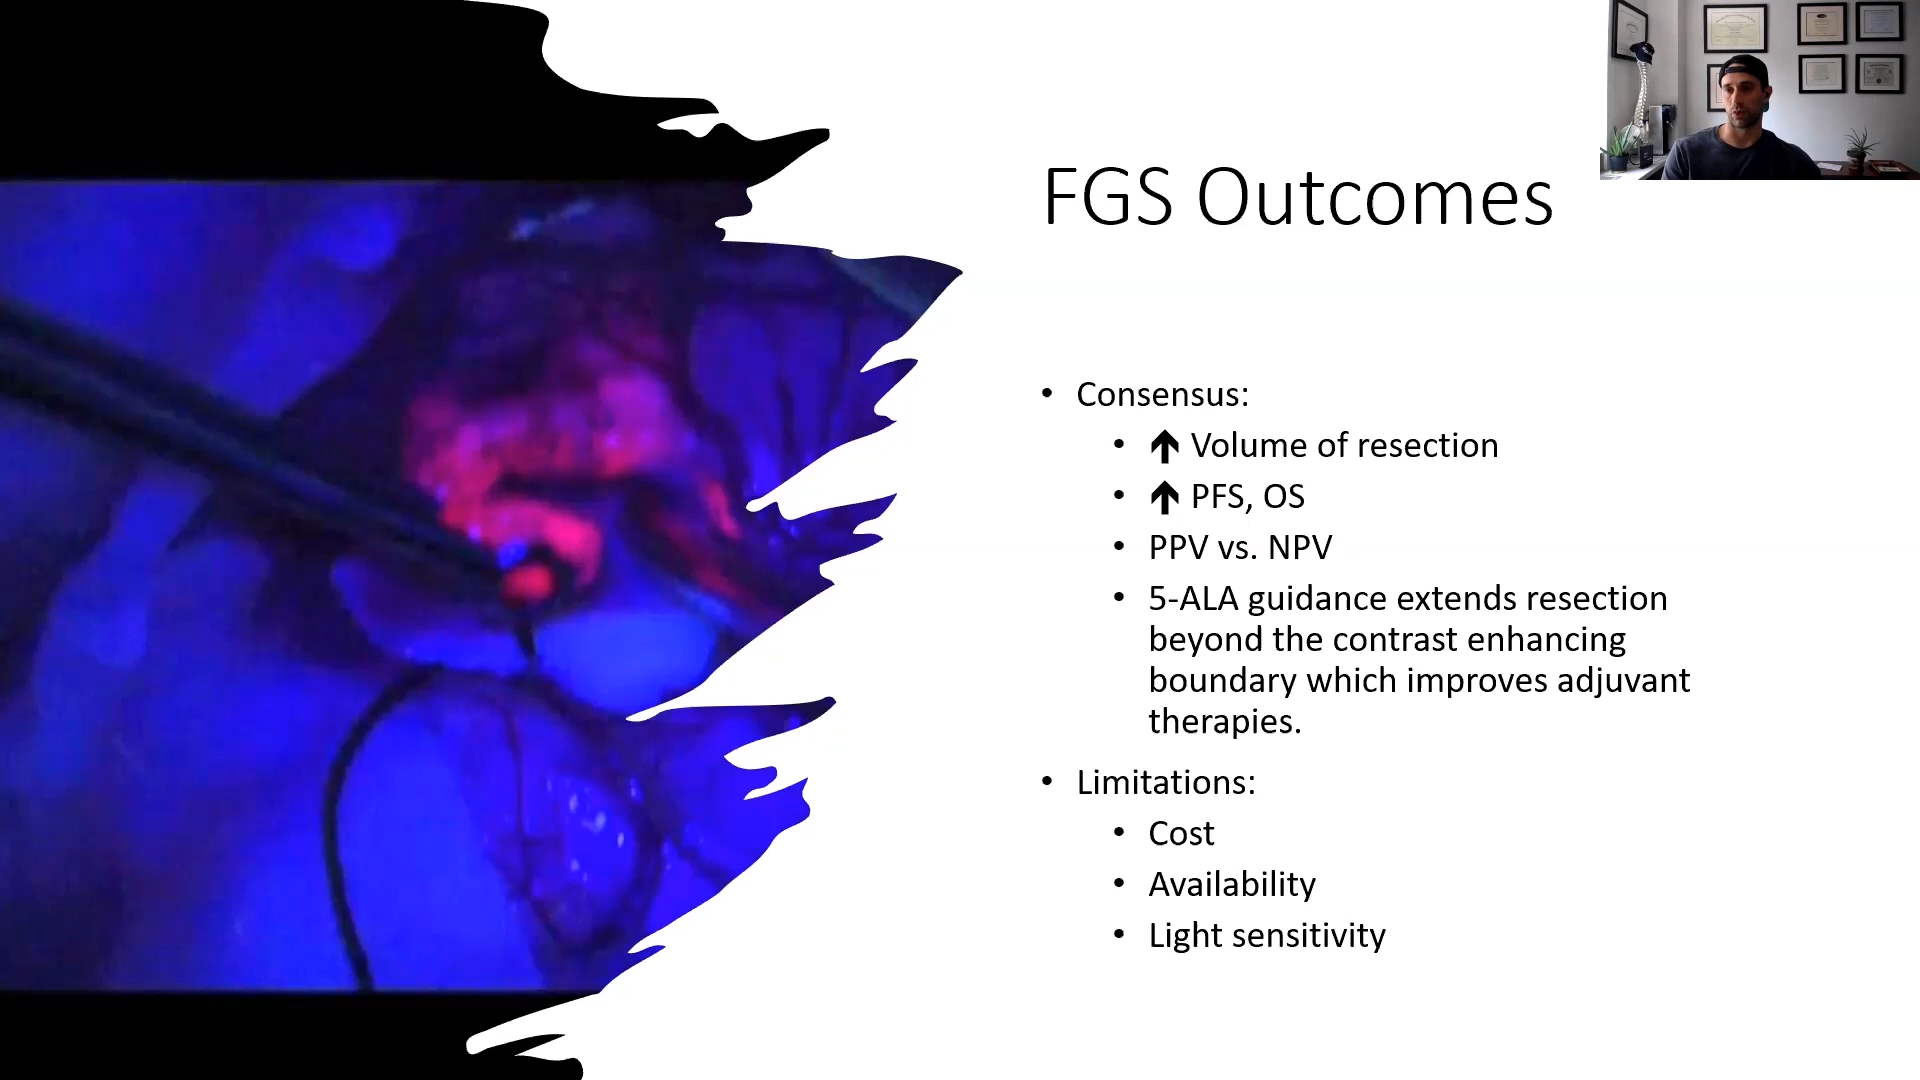 FGS Outcomes
• Consensus:
• 🡅 Volume of resection
• 🡅 PFS, OS
• PPV vs. NPV
• 5-ALA guidance extends resection
beyond the contrast enhancing
boundary which improves adjuvant
therapies.
• Limitations:
• Cost
• Availability
• Light sensitivity